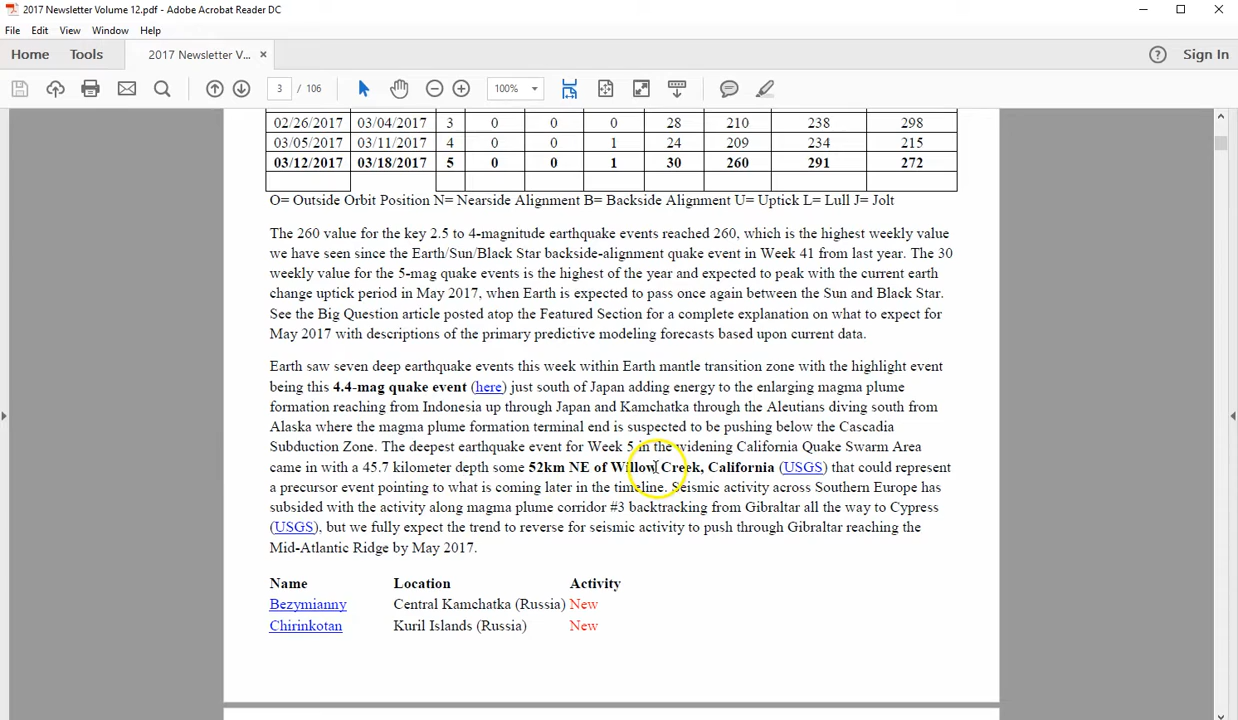 2017 Newsletter Volume 12.pdf - Adobe Acrobat Reader DC
File Edit View Window Help
Home Tools 2017 Newsletter V... × Sign In
3 / 106 100%
02/26/2017 03/04/2017 3 0 0 0 28 210 238 298
03/05/2017 03/11/2017 4 0 0 1 24 209 234 215
03/12/2017 03/18/2017 5 0 0 1 30 260 291 272
O= Outside Orbit Position N= Nearside Alignment B= Backside Alignment U= Uptick L= Lull J= Jolt
The 260 value for the key 2.5 to 4-magnitude earthquake events reached 260, which is the highest weekly value
we have seen since the Earth/Sun/Black Star backside-alignment quake event in Week 41 from last year. The 30
weekly value for the 5-mag quake events is the highest of the year and expected to peak with the current earth
change uptick period in May 2017, when Earth is expected to pass once again between the Sun and Black Star.
See the Big Question article posted atop the Featured Section for a complete explanation on what to expect for
May 2017 with descriptions of the primary predictive modeling forecasts based upon current data.
Earth saw seven deep earthquake events this week within Earth mantle transition zone with the highlight event
being this 4.4-mag quake event (here) just south of Japan adding energy to the enlarging magma plume
formation reaching from Indonesia up through Japan and Kamchatka through the Aleutians diving south from
Alaska where the magma plume formation terminal end is suspected to be pushing below the Cascadia
Subduction Zone. The deepest earthquake event for Week 5 in the widening California Quake Swarm Area
came in with a 45.7 kilometer depth some 52km NE of Willow Creek, California (USGS) that could represent
a precursor event pointing to what is coming later in the timeline. Seismic activity across Southern Europe has
subsided with the activity along magma plume corridor #3 backtracking from Gibraltar all the way to Cypress
(USGS), but we fully expect the trend to reverse for seismic activity to push through Gibraltar reaching the
Mid-Atlantic Ridge by May 2017.
Name Location Activity
Bezymianny Central Kamchatka (Russia) New
Chirinkotan Kuril Islands (Russia) New